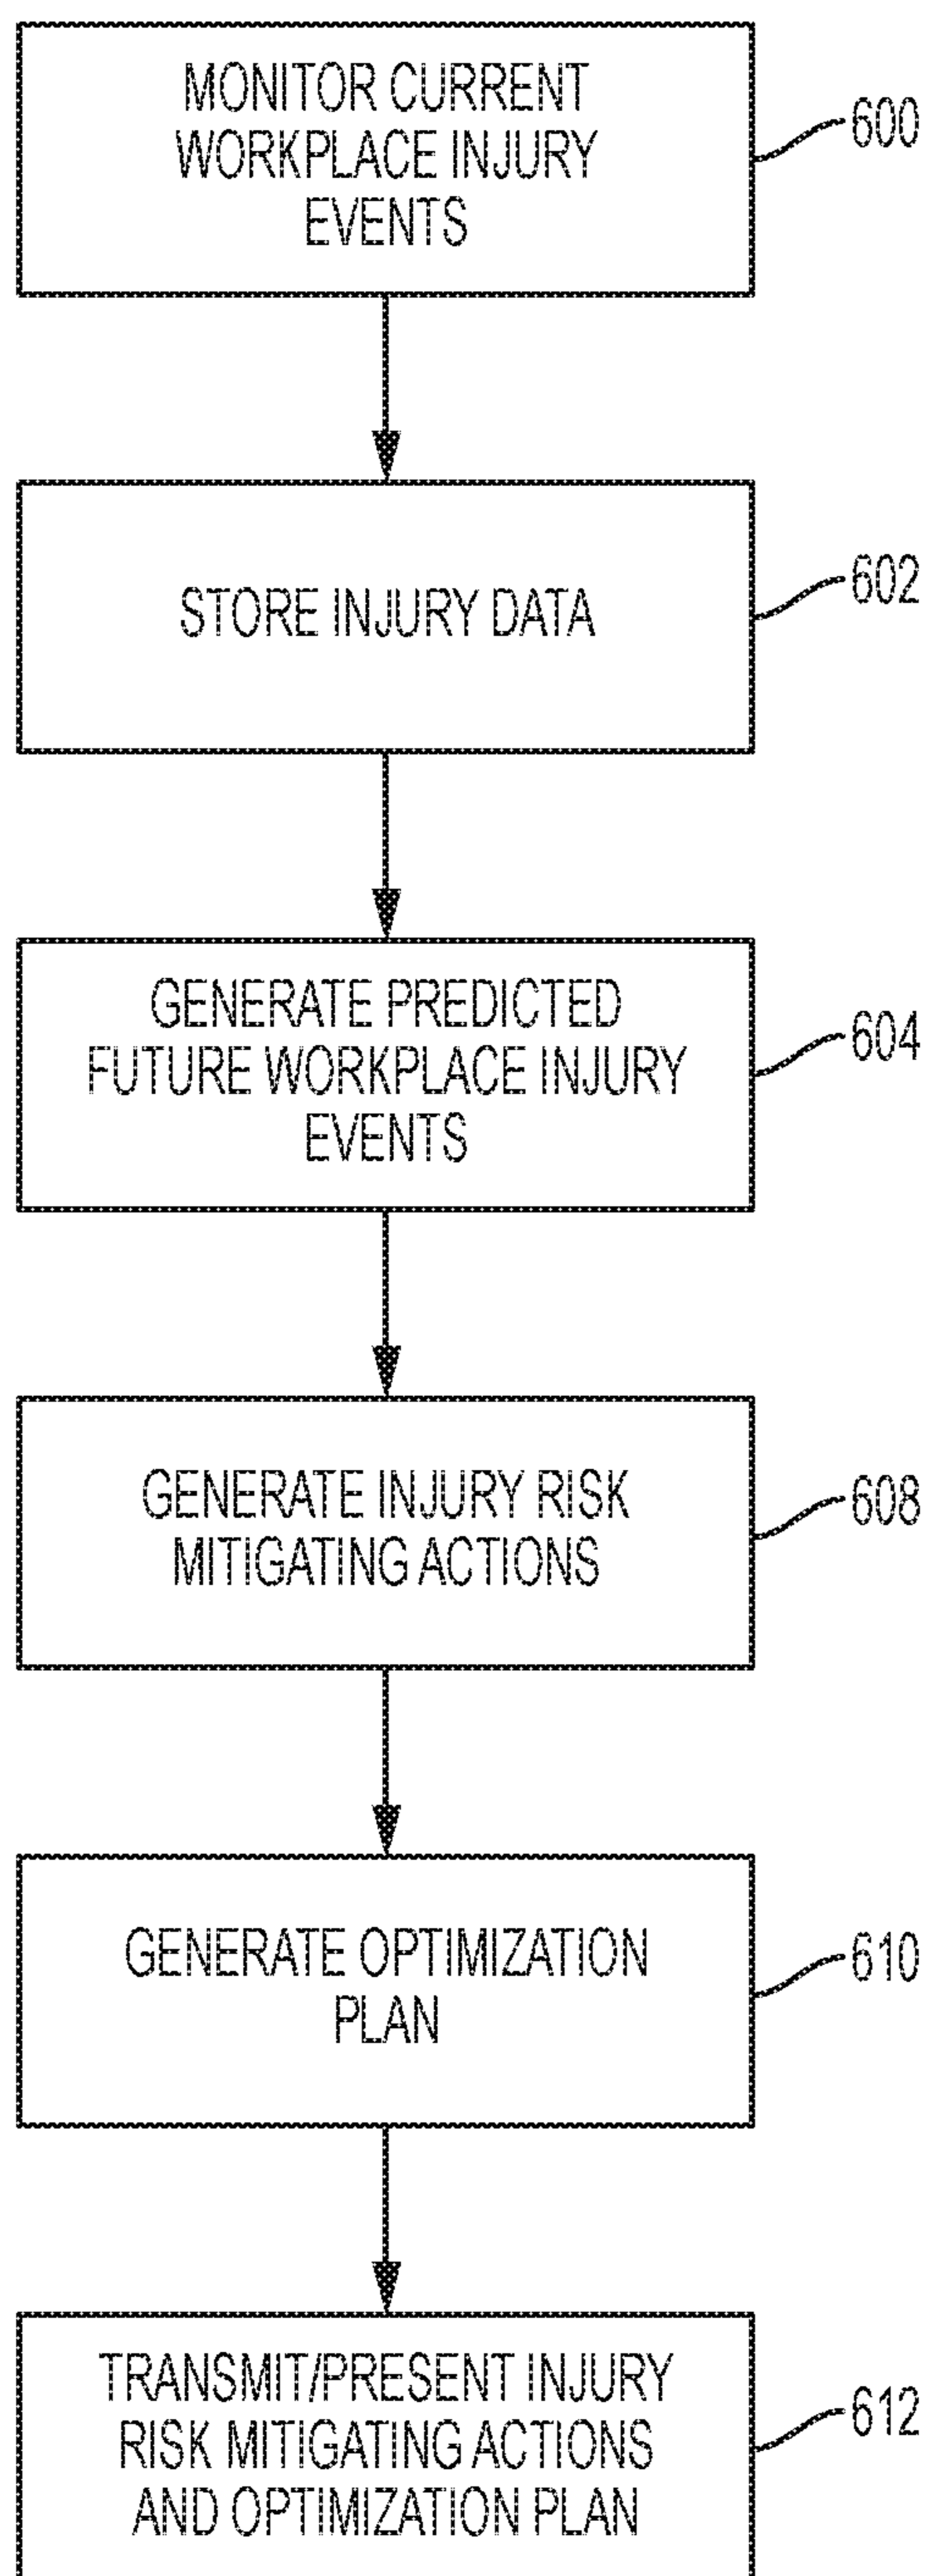 MONITOR CURRENT
WORKPLACE INJURY
EVENTS
600
STORE INJURY DATA
602
GENERATE PREDICTED
FUTURE WORKPLACE INJURY
EVENTS
604
GENERATE INJURY RISK
MITIGATING ACTIONS
608
GENERATE OPTIMIZATION
PLAN
610
TRANSMIT/PRESENT INJURY
RISK MITIGATING ACTIONS
AND OPTIMIZATION PLAN
612